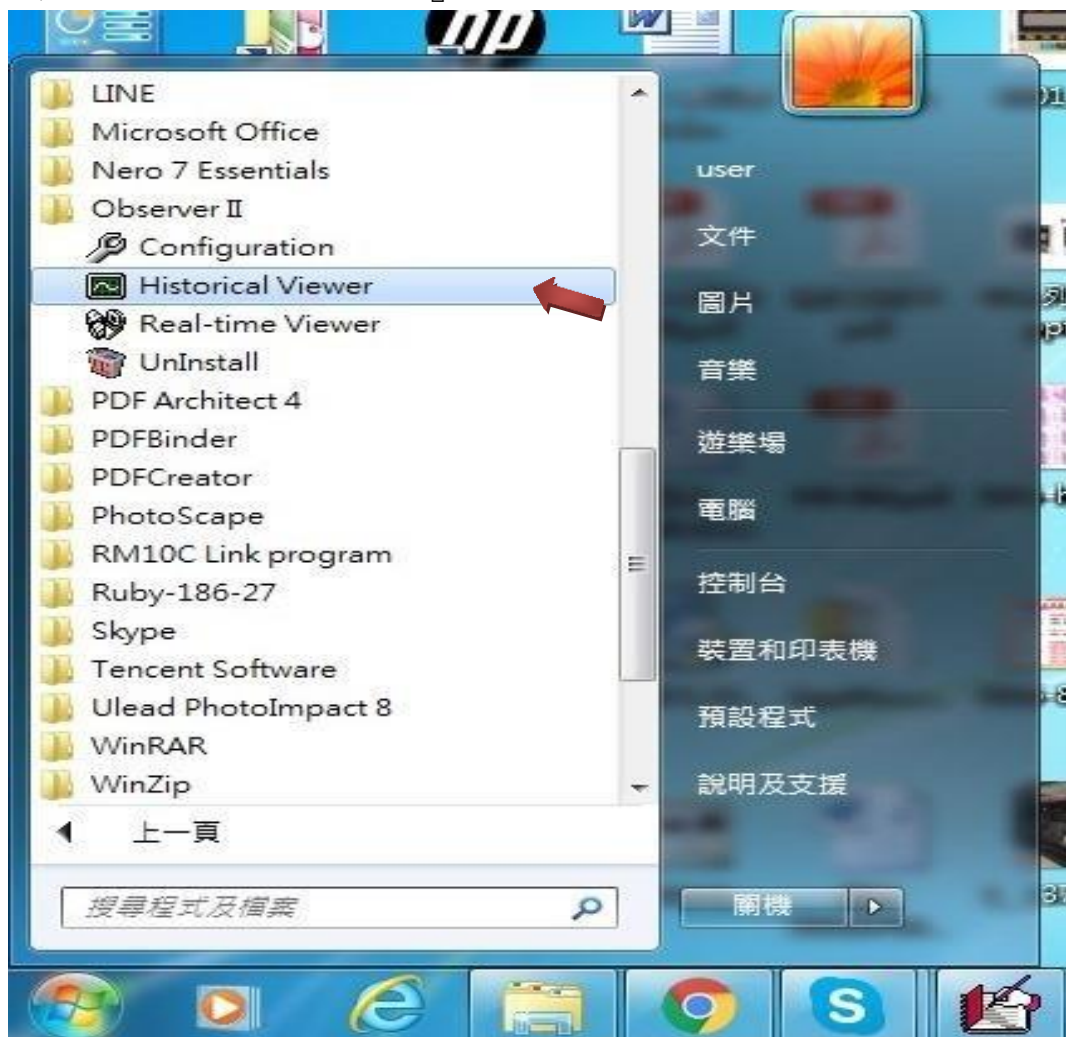 hp
W
01
LINE
Microsoft Office
Nero 7 Essentials
Observer II
Configuration
Historical Viewer
Real-time Viewer
UnInstall
PDF Architect 4
PDFBinder
PDFCreator
PhotoScape
RM10C Link program
Ruby-186-27
Skype
Tencent Software
Ulead PhotoImpact 8
WinRAR
WinZip
上一頁
搜尋程式及檔案
user
文件
圖片
音樂
遊樂場
電腦
控制台
裝置和印表機
預設程式
說明及支援
關機
S